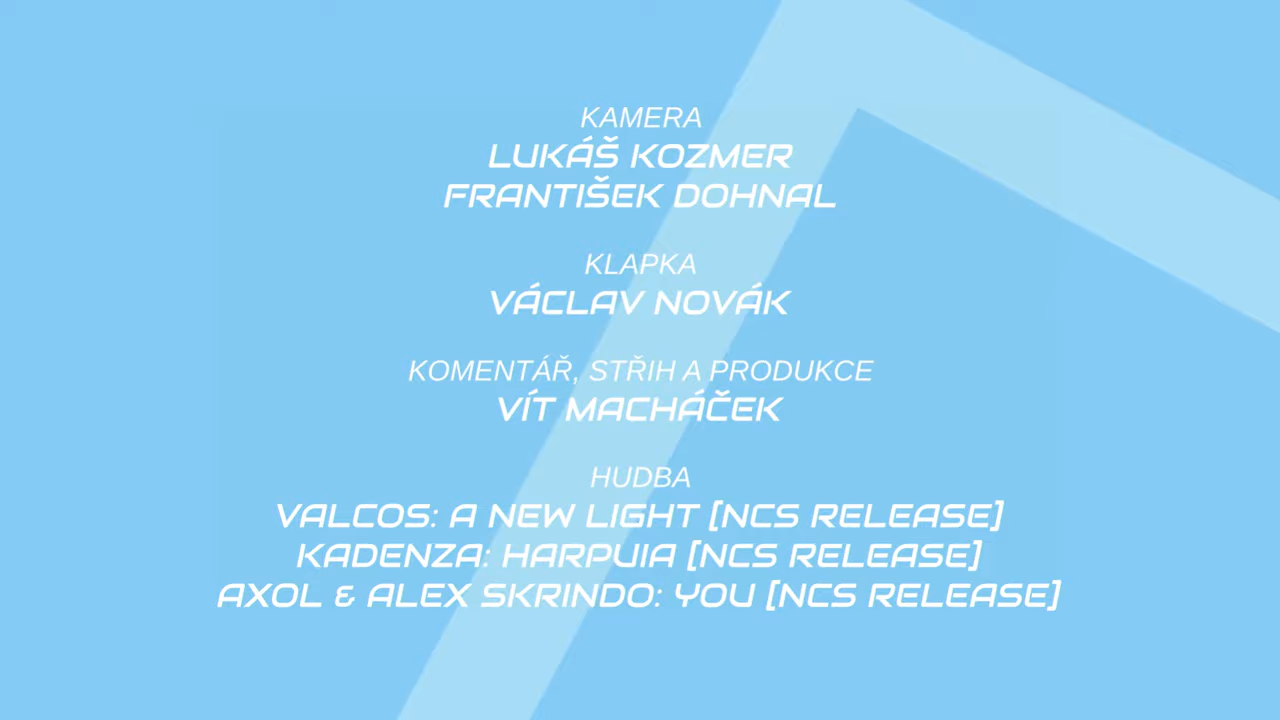 KAMERA
LUKÁŠ KOZMER
FRANTIŠEK DOHNAL
KLAPKA
VÁCLAV NOVÁK
KOMENTÁŘ, STŘIH A PRODUKCE
VÍT MACHÁČEK
HUDBA
VALCOS: A NEW LIGHT [NCS RELEASE]
KADENZA: HARPUIA [NCS RELEASE]
AXOL & ALEX SKRINDO: YOU [NCS RELEASE]